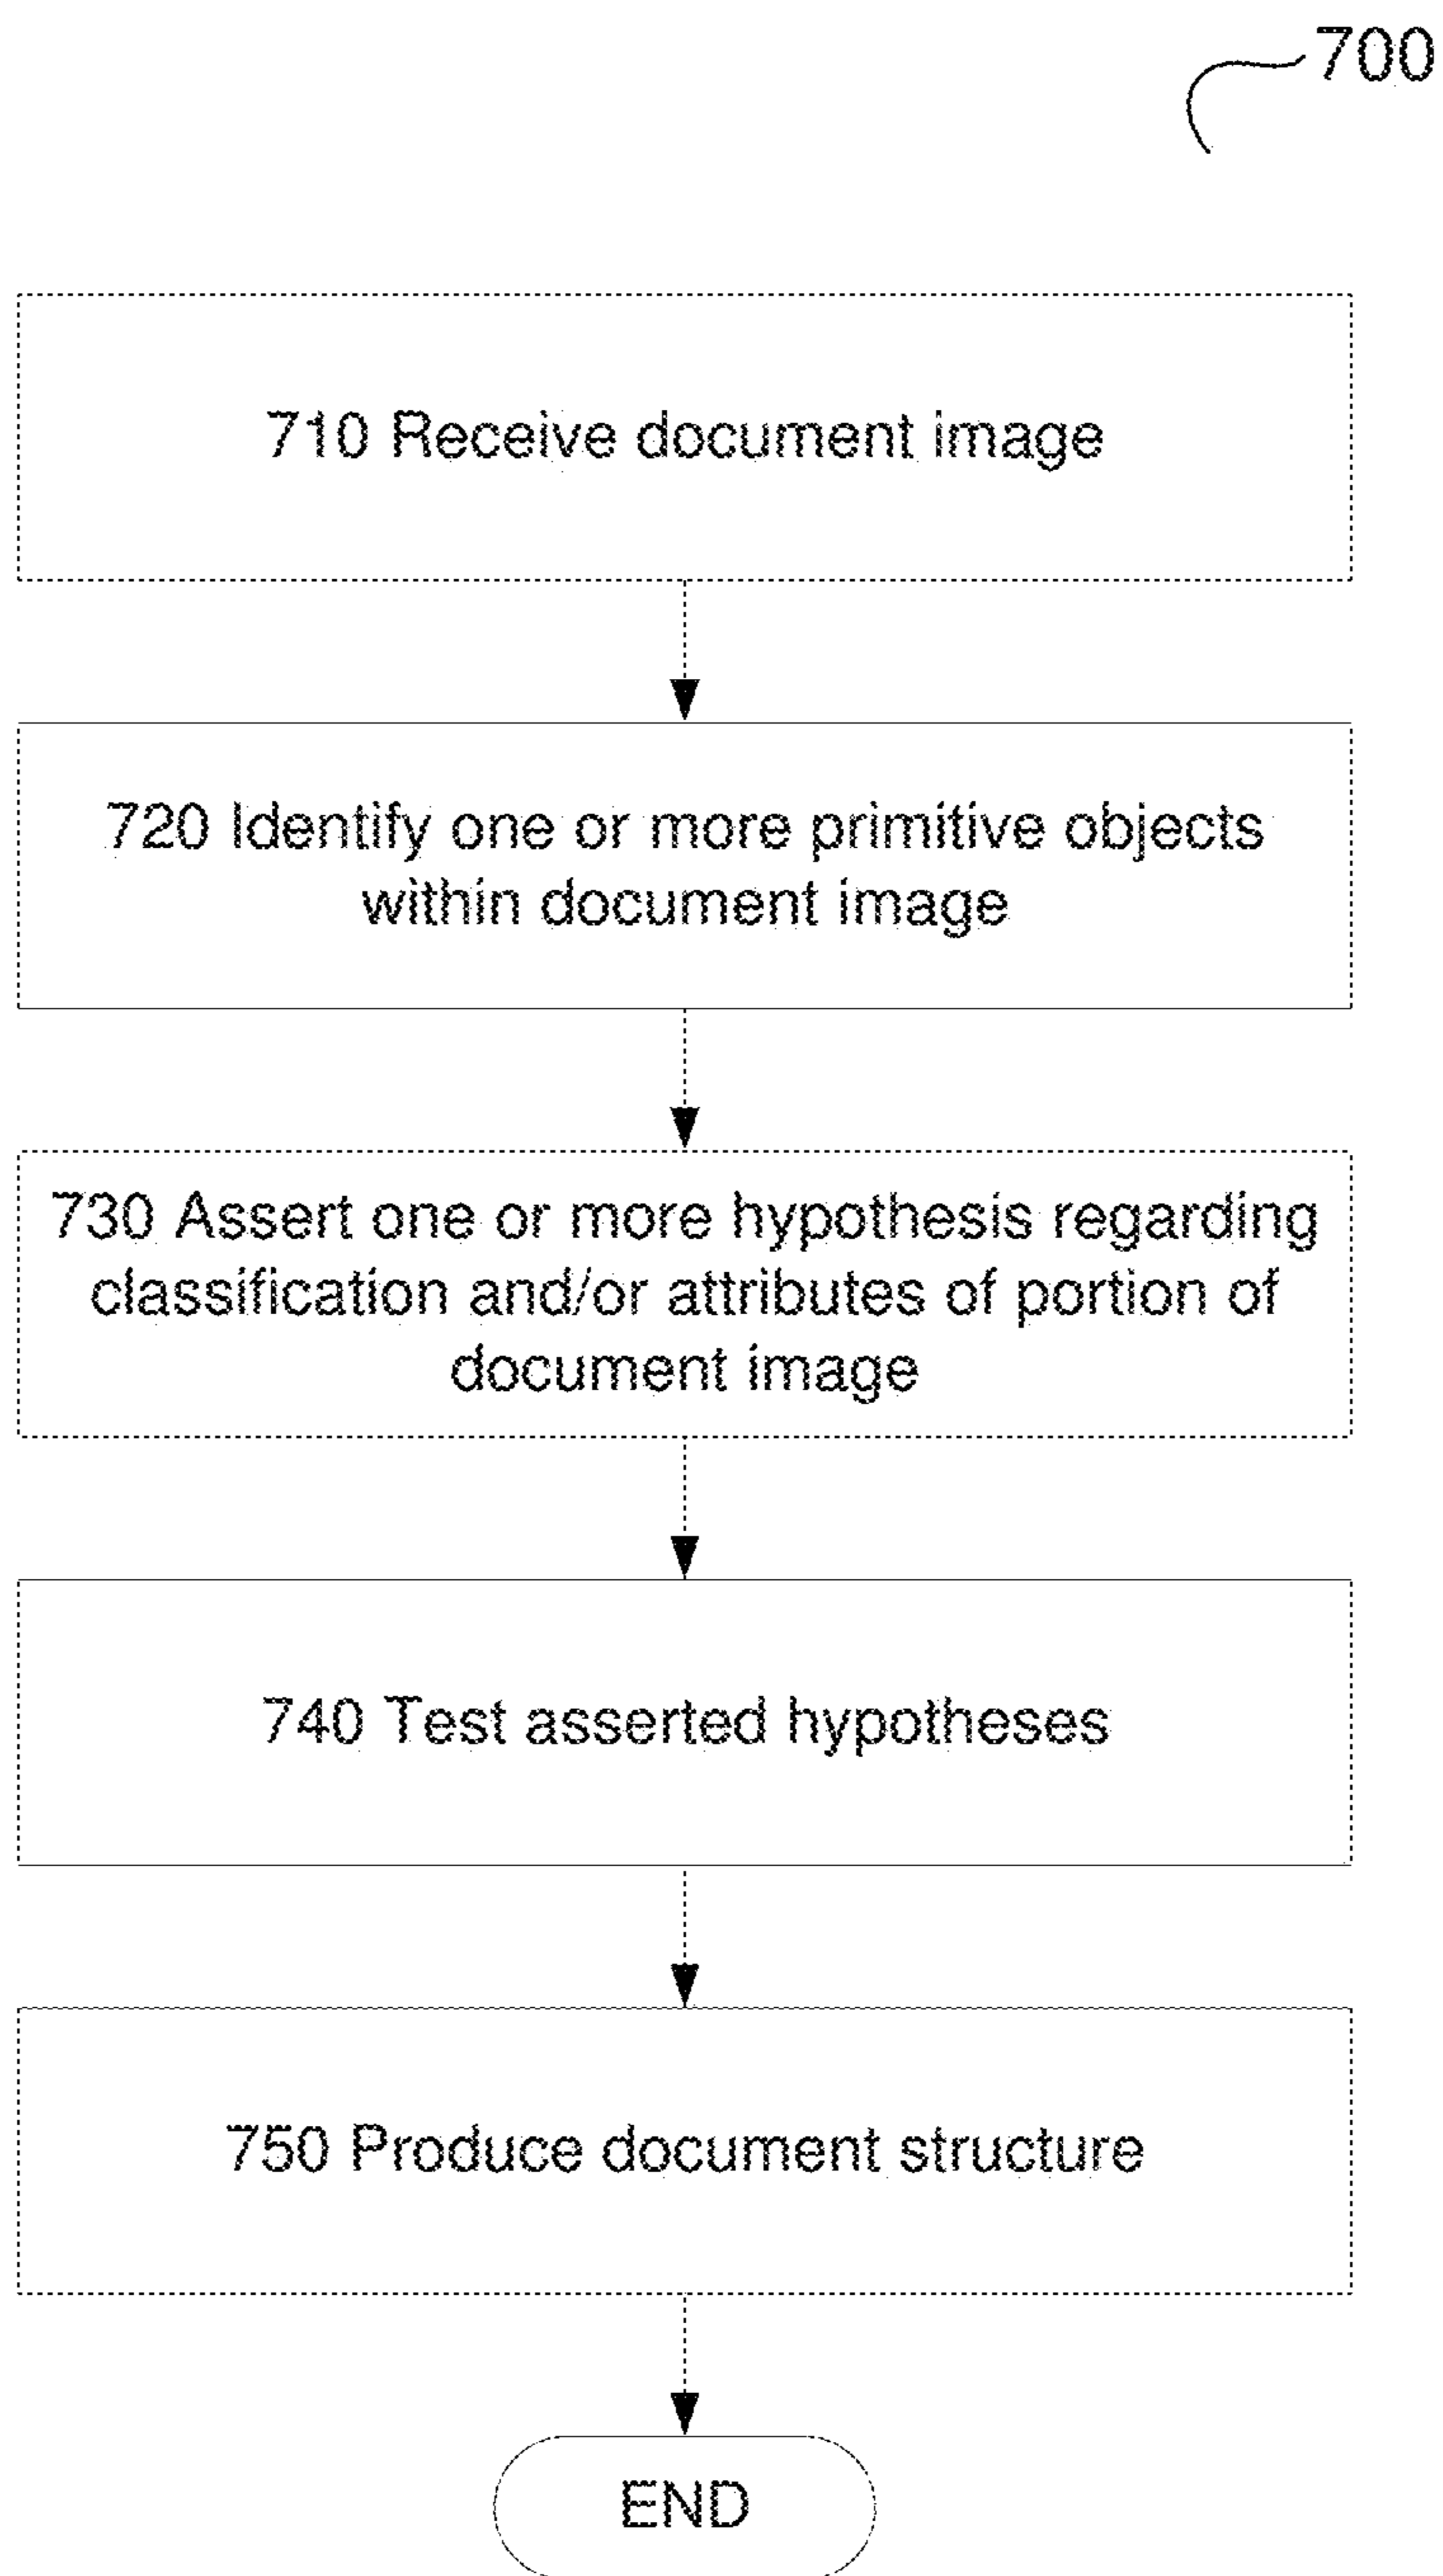 700
710 Receive document image
720 Identify one or more primitive objects
within document image
730 Assert one or more hypothesis regarding
classification and/or attributes of portion of
document image
740 Test asserted hypotheses
750 Produce document structure
END